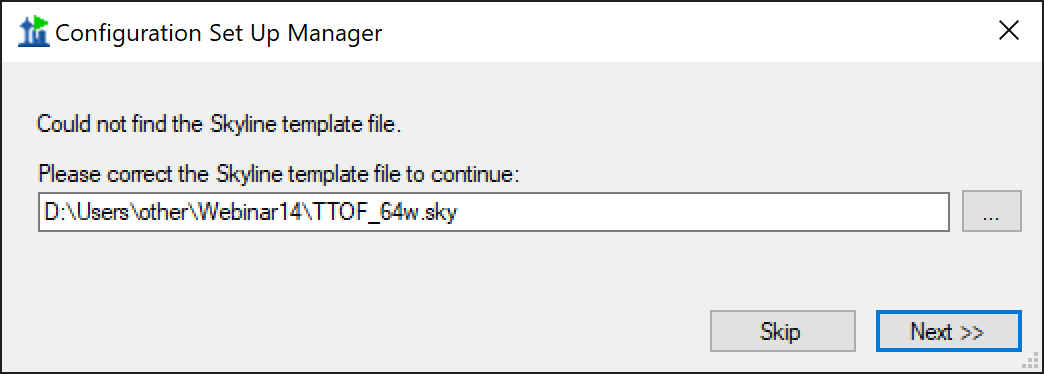 Configuration Set Up Manager
Could not find the Skyline template file.
Please correct the Skyline template file to continue:
D:\Users\other\Webinar14\TTOF_64w.sky
...
Skip
Next >>